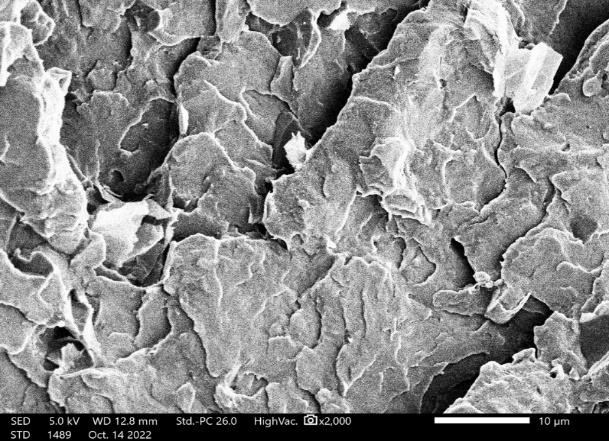 SED 5.0 kV WD 12.8 mm Std.-PC 26.0 HighVac. x2,000 10 µm
STD 1489 Oct. 14 2022